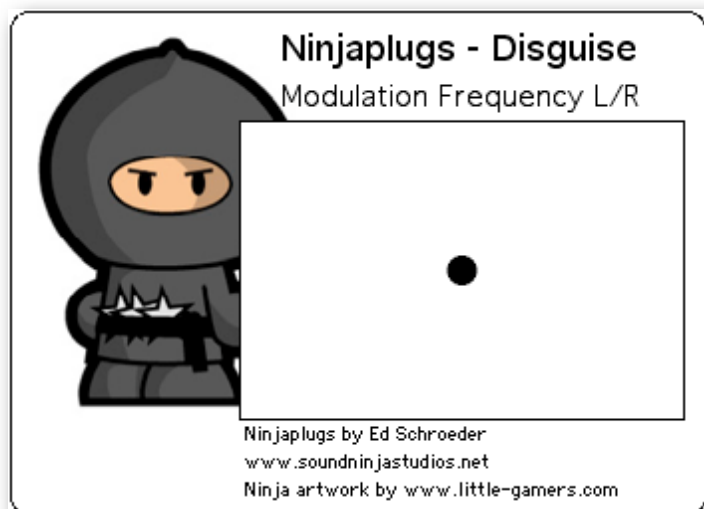 Ninjaplugs - Disguise
Modulation Frequency L/R
Ninjaplugs by Ed Schroeder
www.soundninjastudios.net
Ninja artwork by www.little-gamers.com